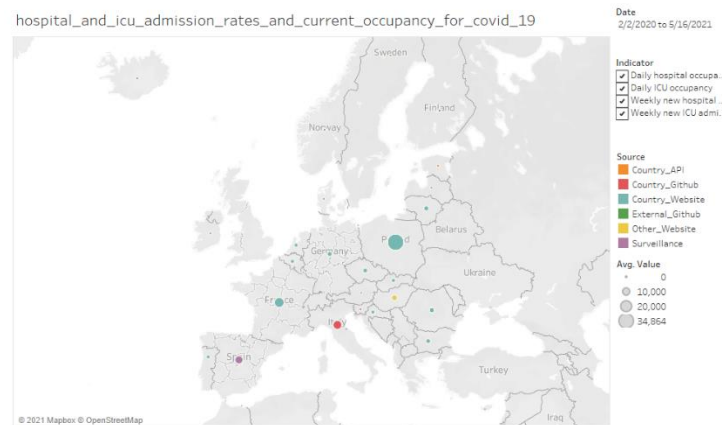 hospital_and_icu_admission_rates_and_current_occupancy_for_covid_19
Date
2/2/2020 to 5/16/2021
Indicator
Daily hospital occupa..
Daily ICU occupancy
Weekly new hospital ..
Weekly new ICU admi..
Source
Country_API
Country_Github
Country_Website
External_Github
Other_Website
Surveillance
Avg. Value
0
10,000
20,000
34,864
Sweden
Finland
Norway
Belarus
Poland
Germany
Ukraine
France
Italy
Spain
Turkey
Iraq
© 2021 Mapbox © OpenStreetMap